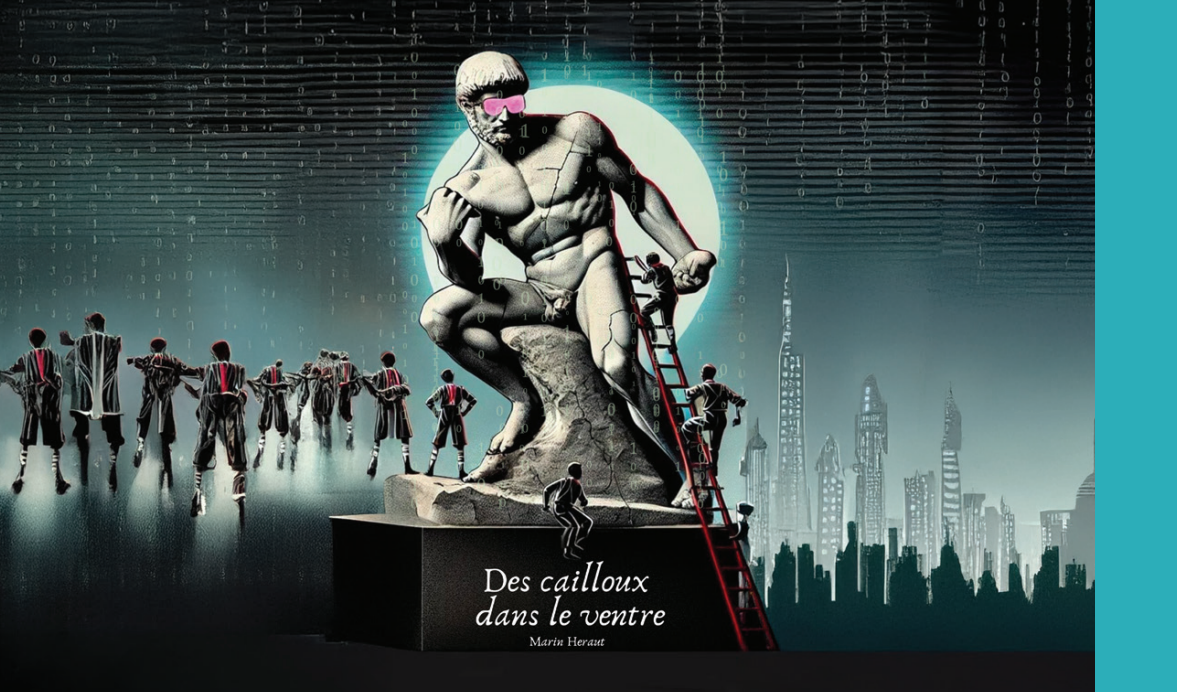 Des cailloux
dans le ventre
Marin Heraut